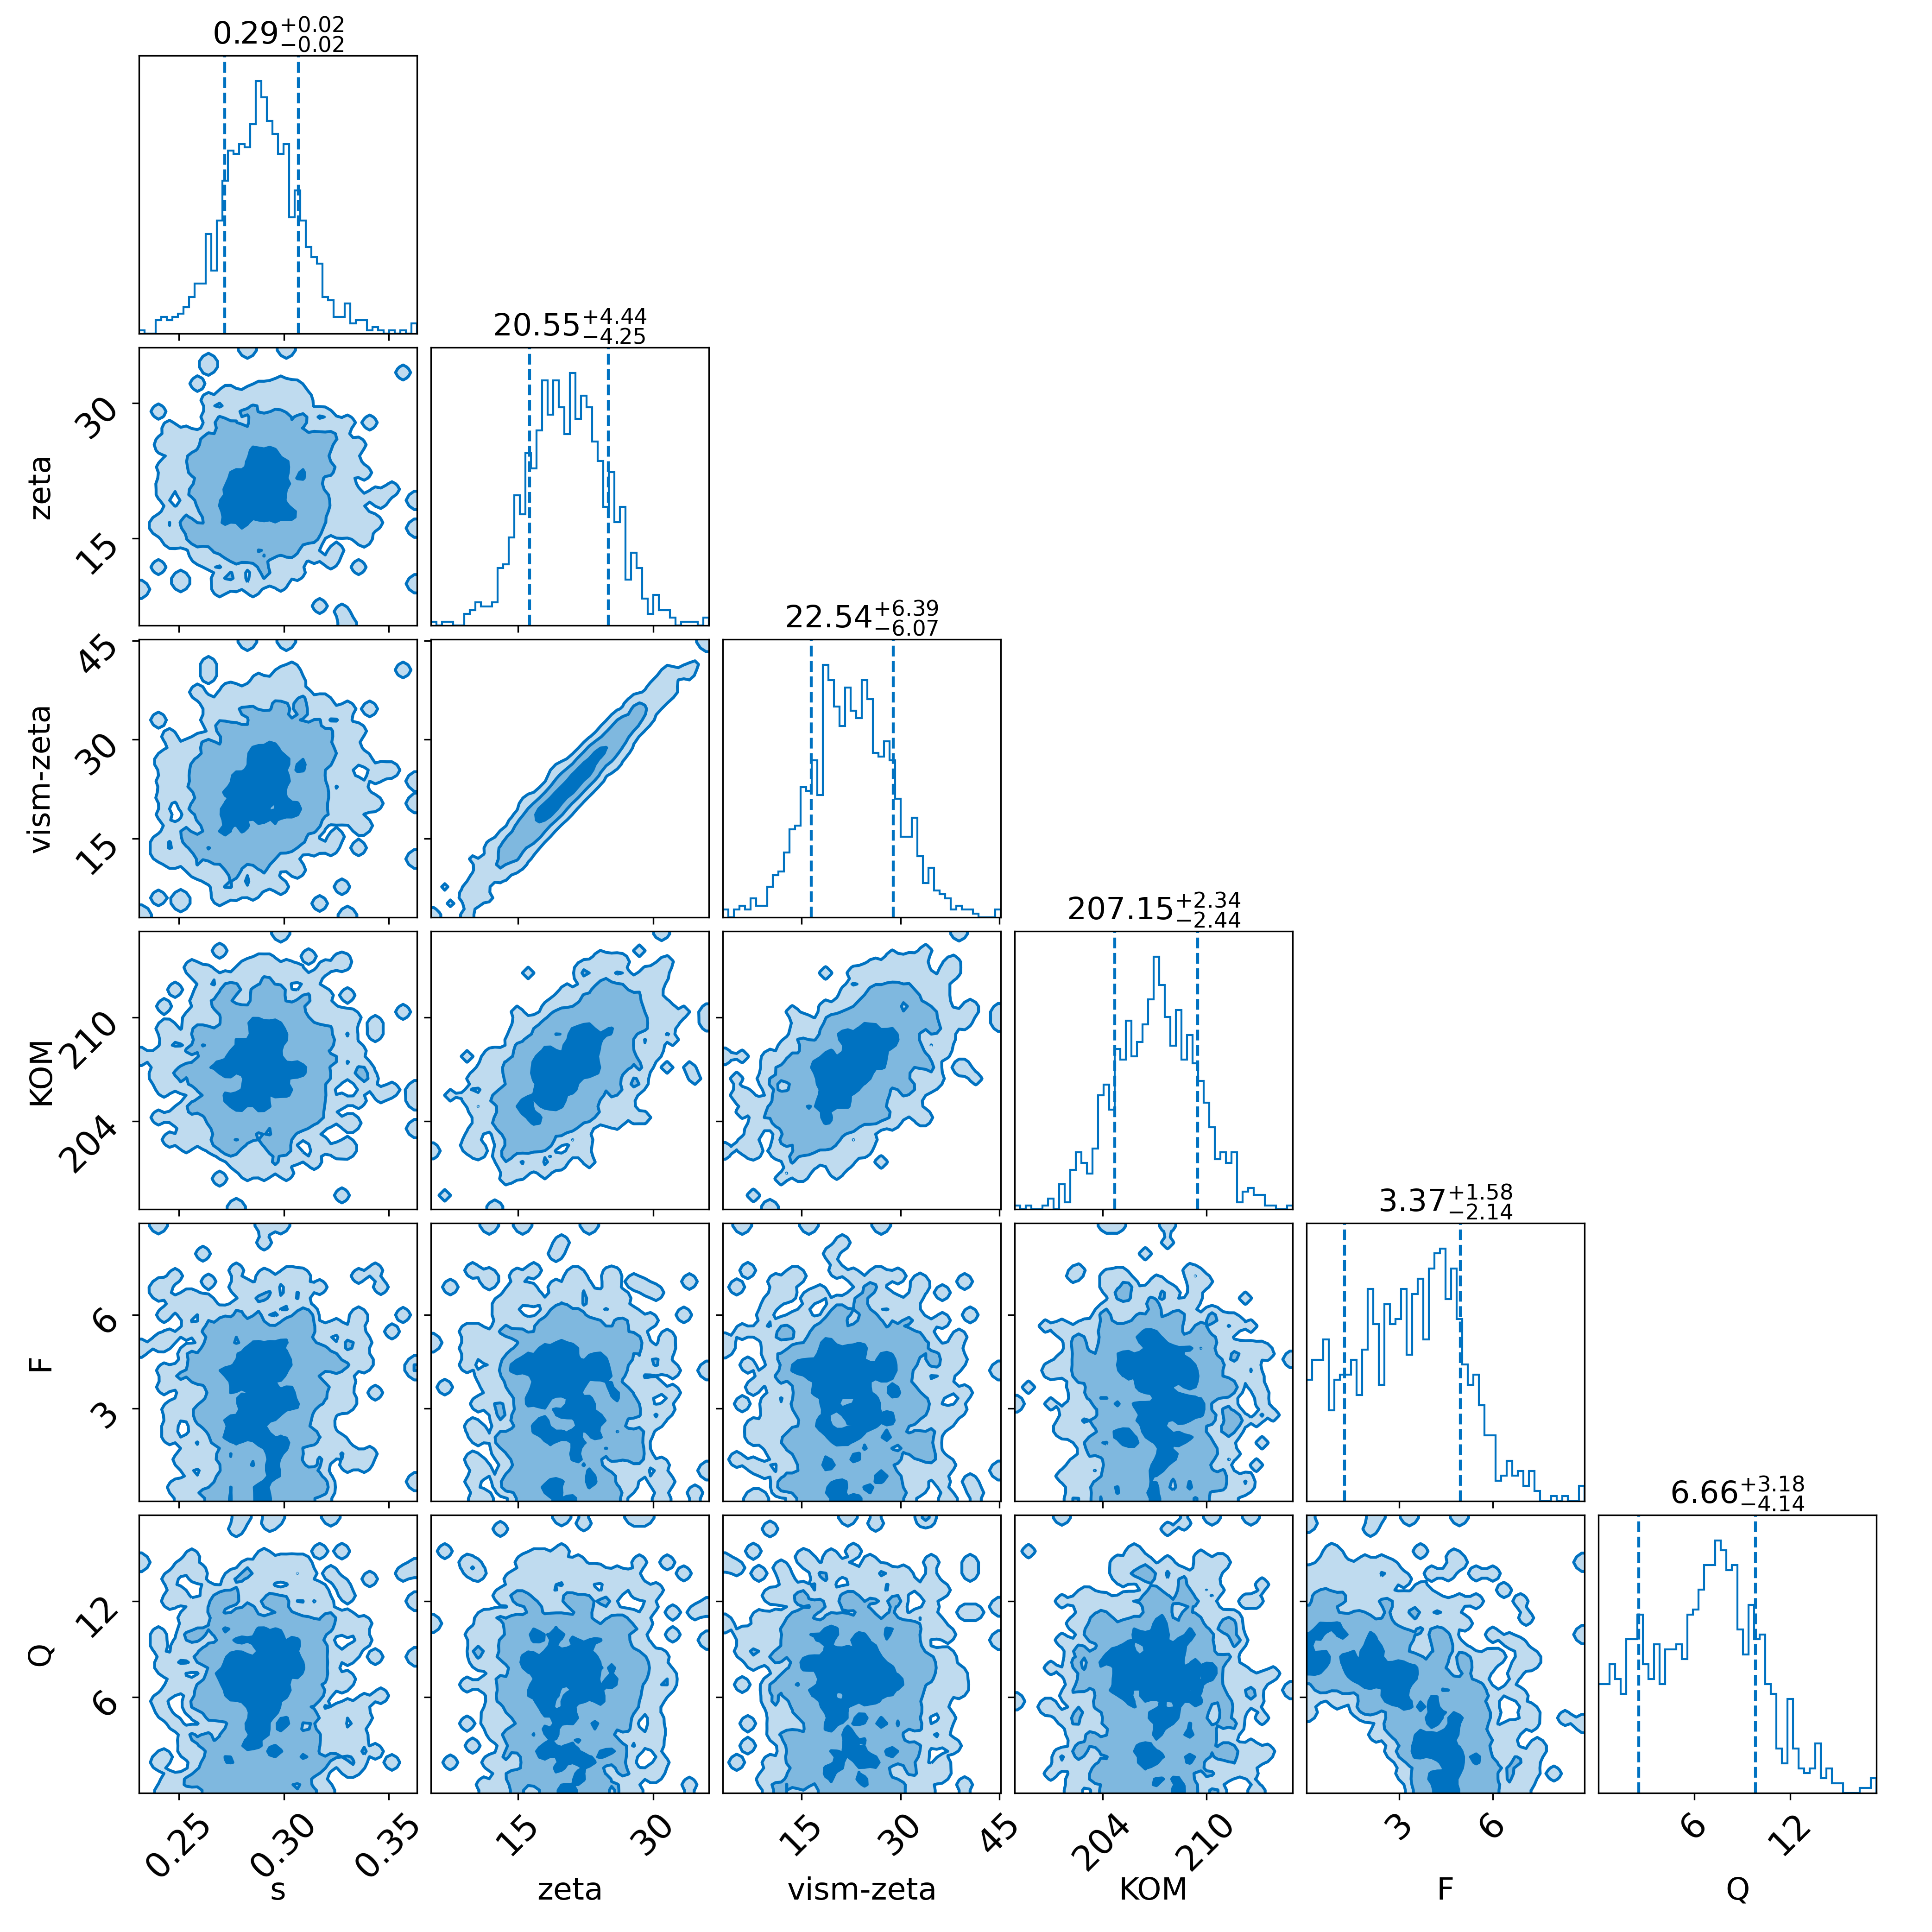 0.29+0.02−0.02
20.55+4.44−4.25
zeta
30
15
22.54+6.39−6.07
vism-zeta
45
30
15
207.15+2.34−2.44
KOM
210
204
3.37+1.58−2.14
F
6
3
6.66+3.18−4.14
Q
12
6
0.25 0.30 0.35 15 30 15 30 45 204 210 3 6 6 12
s zeta vism-zeta KOM F Q